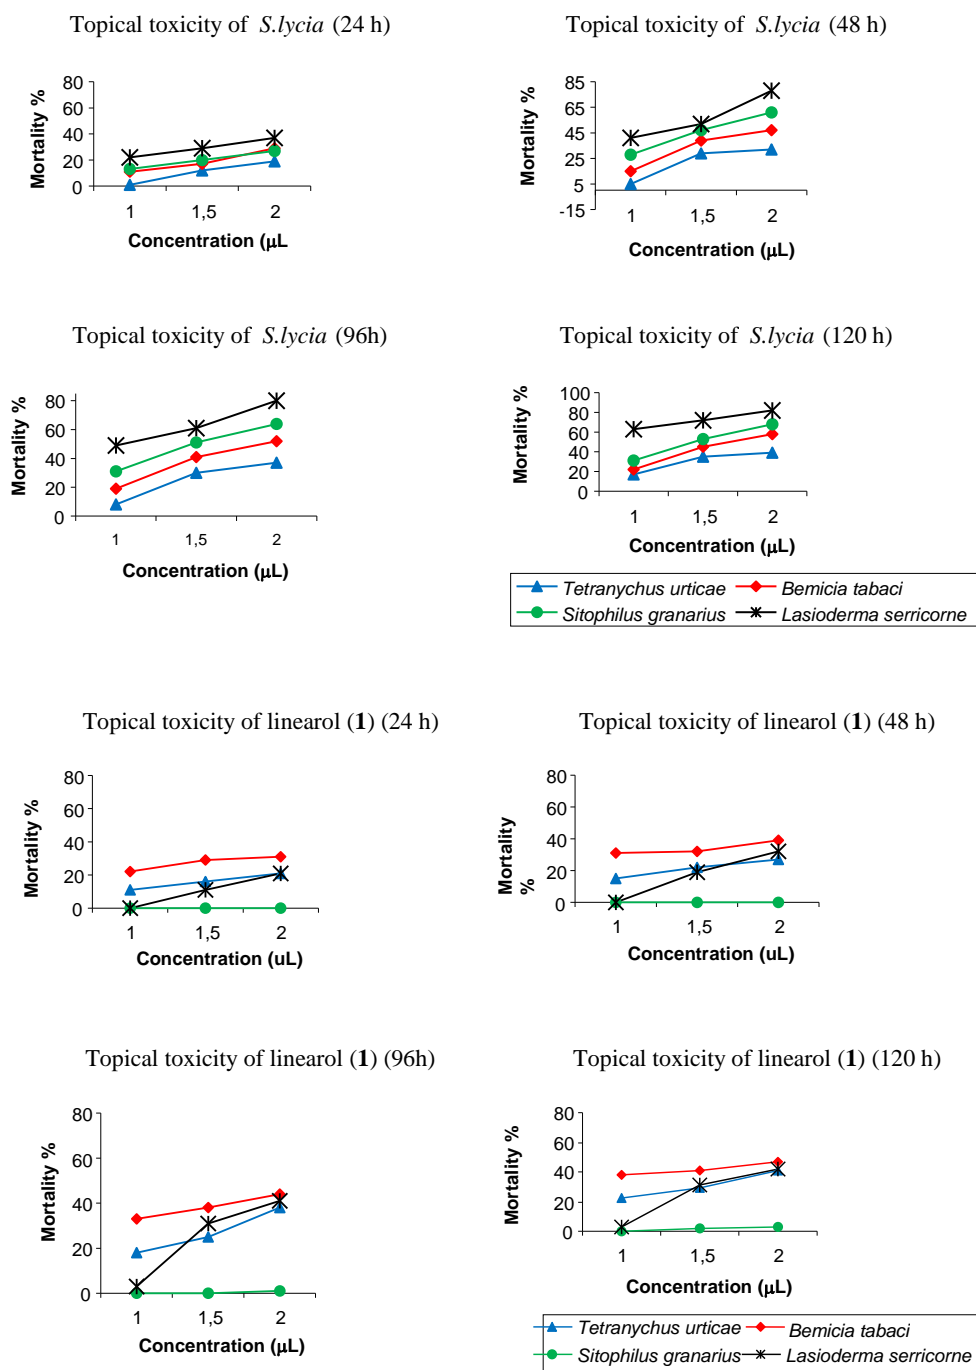 Topical toxicity of S.lycia (24 h)
Mortality %
80
60
40
20
0
1 1,5 2
Concentration (µL
Topical toxicity of S.lycia (48 h)
Mortality %
85
65
45
25
5
-15
1 1,5 2
Concentration (µL)
Topical toxicity of S.lycia (96h)
Mortality %
80
60
40
20
0
1 1,5 2
Concentration (µL)
Topical toxicity of S.lycia (120 h)
Mortality %
100
80
60
40
20
0
1 1,5 2
Concentration (µL)
Tetranychus urticae Bemicia tabaci
Sitophilus granarius Lasioderma serricorne
Topical toxicity of linearol (1) (24 h)
Mortality %
80
60
40
20
0
1 1,5 2
Concentration (uL)
Topical toxicity of linearol (1) (48 h)
Mortality
%
80
60
40
20
0
1 1,5 2
Concentration (uL)
Topical toxicity of linearol (1) (96h)
Mortality %
80
60
40
20
0
1 1,5 2
Concentration (µL)
Topical toxicity of linearol (1) (120 h)
Mortality %
80
60
40
20
0
1 1,5 2
Concentration (µL)
Tetranychus urticae Bemicia tabaci
Sitophilus granarius Lasioderma serricorne